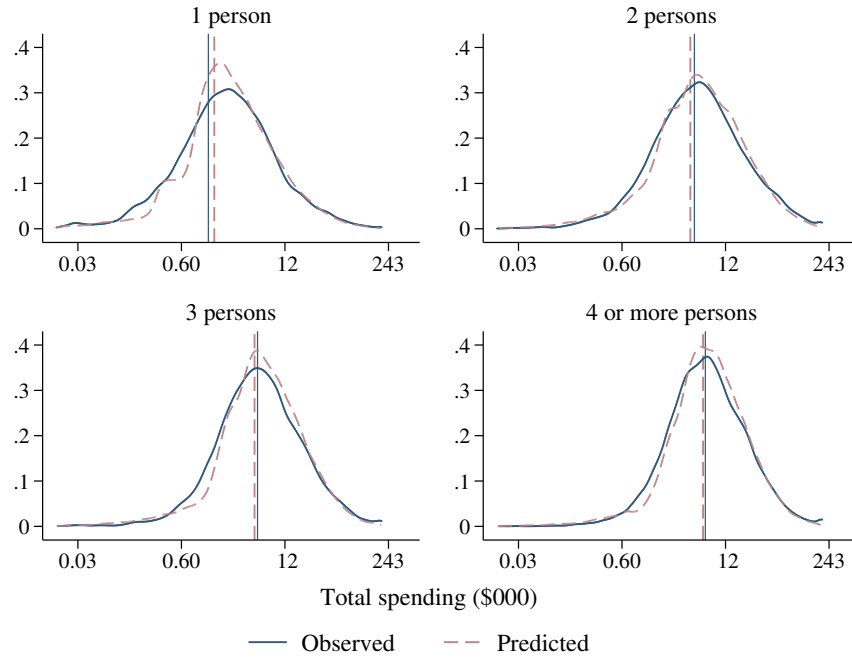 1 person
2 persons
.4
.3
.2
.1
0
0.03 0.60 12 243
.4
.3
.2
.1
0
0.03 0.60 12 243
3 persons
4 or more persons
.4
.3
.2
.1
0
0.03 0.60 12 243
.4
.3
.2
.1
0
0.03 0.60 12 243
Total spending ($000)
Observed Predicted